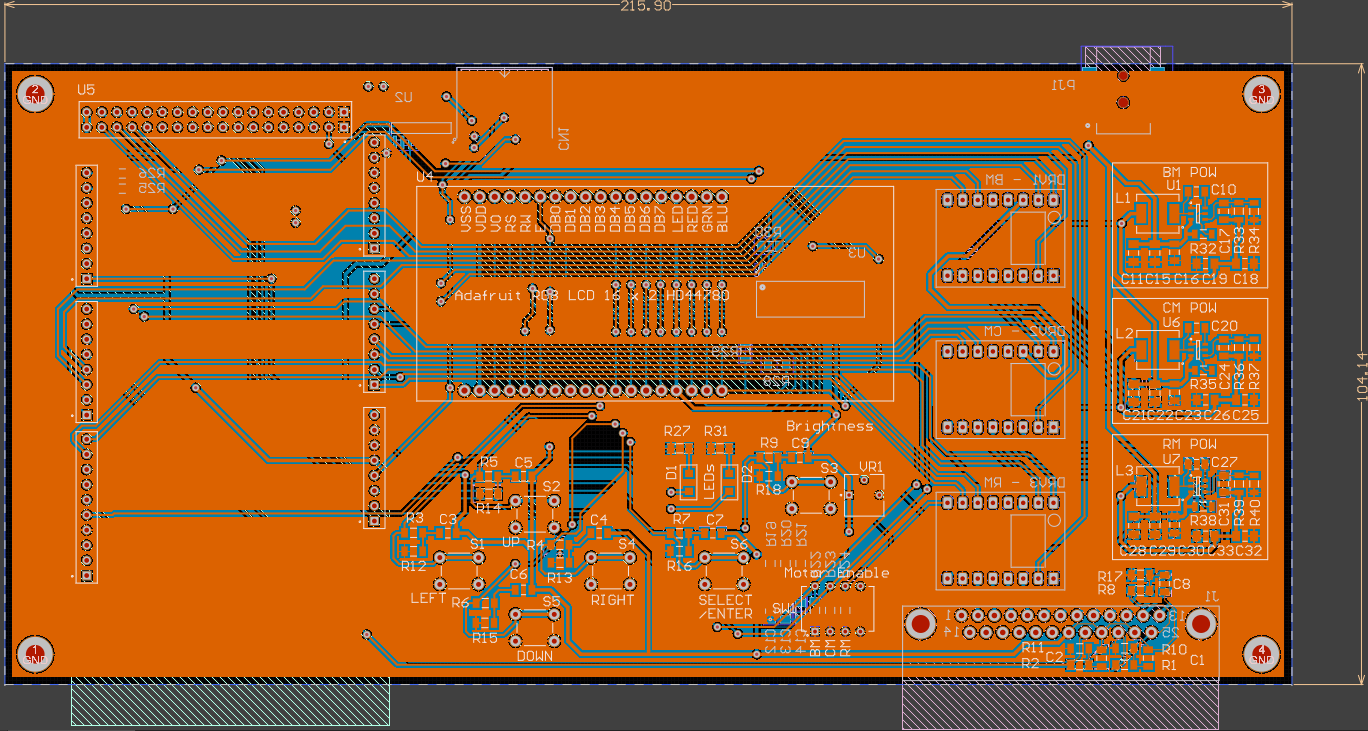 215.90
104.14
2
GND
U5
U2
CN1
PJ1
3
GND
R26
R25
U4
VSS
VDD
VO
RS
RW
DB0
DB1
DB2
DB3
DB4
DB5
DB6
DB7
LED
RED
GRN
BLU
U3
Adafruit RGB LCD 16 x 2 HD44780
DRV1 - BM
BM POW
U1
L1
C10
C17
R33
R34
R32
C11
C15
C16
C19
C18
DRV2 - CM
CM POW
U6
L2
C20
C24
R36
R37
R35
C21
C22
C23
C26
C25
DRV3 - RM
RM POW
U7
L3
C27
C31
R39
R40
R38
C28
C29
C30
C33
C32
Brightness
R27
R31
R9
C9
S3
VR1
D1
LEDs
D2
R18
R5
C5
R14
S2
UP
R3
C3
R12
S1
LEFT
R4
C4
R13
S4
RIGHT
R7
C7
R16
S6
SELECT
/ENTER
C6
R6
R15
S5
DOWN
R19
R20
R21
Motor Enable
SW1
BM
CM
RM
R17
R8
C8
J1
1
13
14
25
R11
R2
C2
R10
R1
C1
1
GND
4
GND